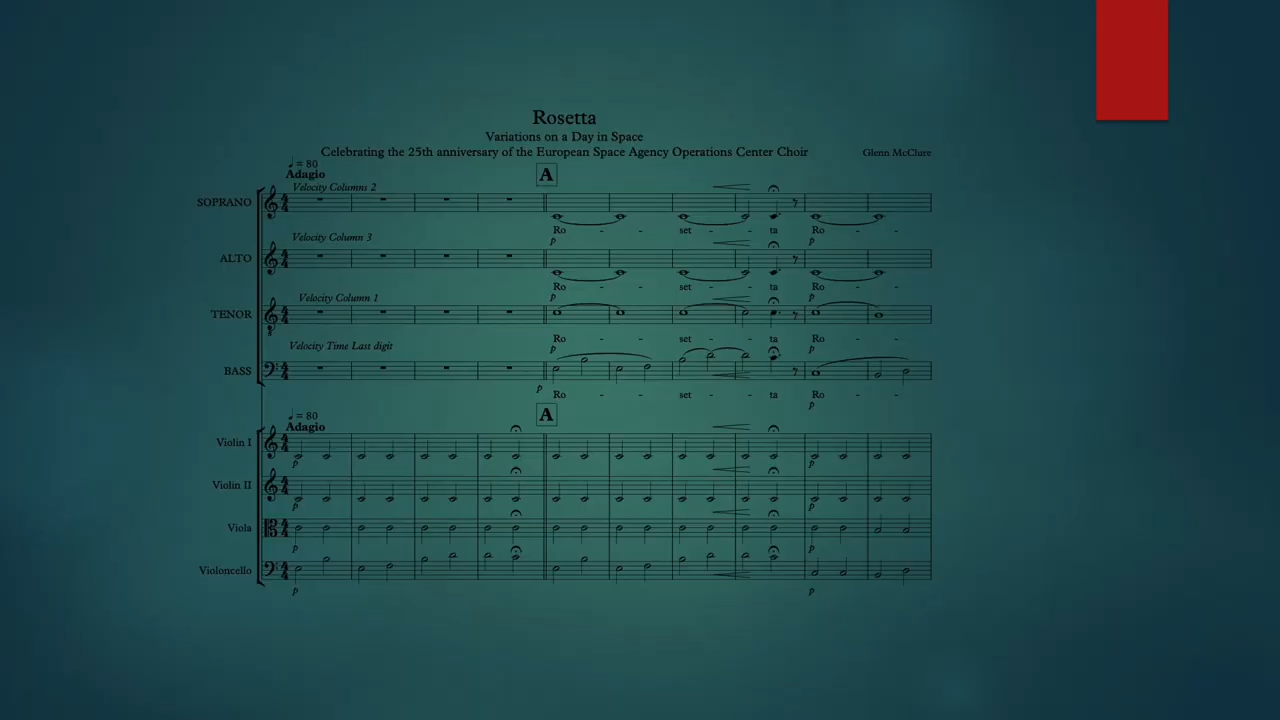 Rosetta
Variations on a Day in Space
Celebrating the 25th anniversary of the European Space Agency Operations Center Choir
Glenn McClure
♩ = 80
Adagio
A
Velocity Columns 2
SOPRANO
Ro - - set - - ta Ro - -
p p
Velocity Column 3
ALTO
Ro - - set - - ta Ro - -
p p
Velocity Column 1
TENOR
Ro - - set - - ta Ro - -
p p
Velocity Time Last digit
BASS
p
Ro - - set - - ta Ro - -
p
♩ = 80
Adagio
A
Violin I
p p
Violin II
p p
Viola
p p
Violoncello
p p